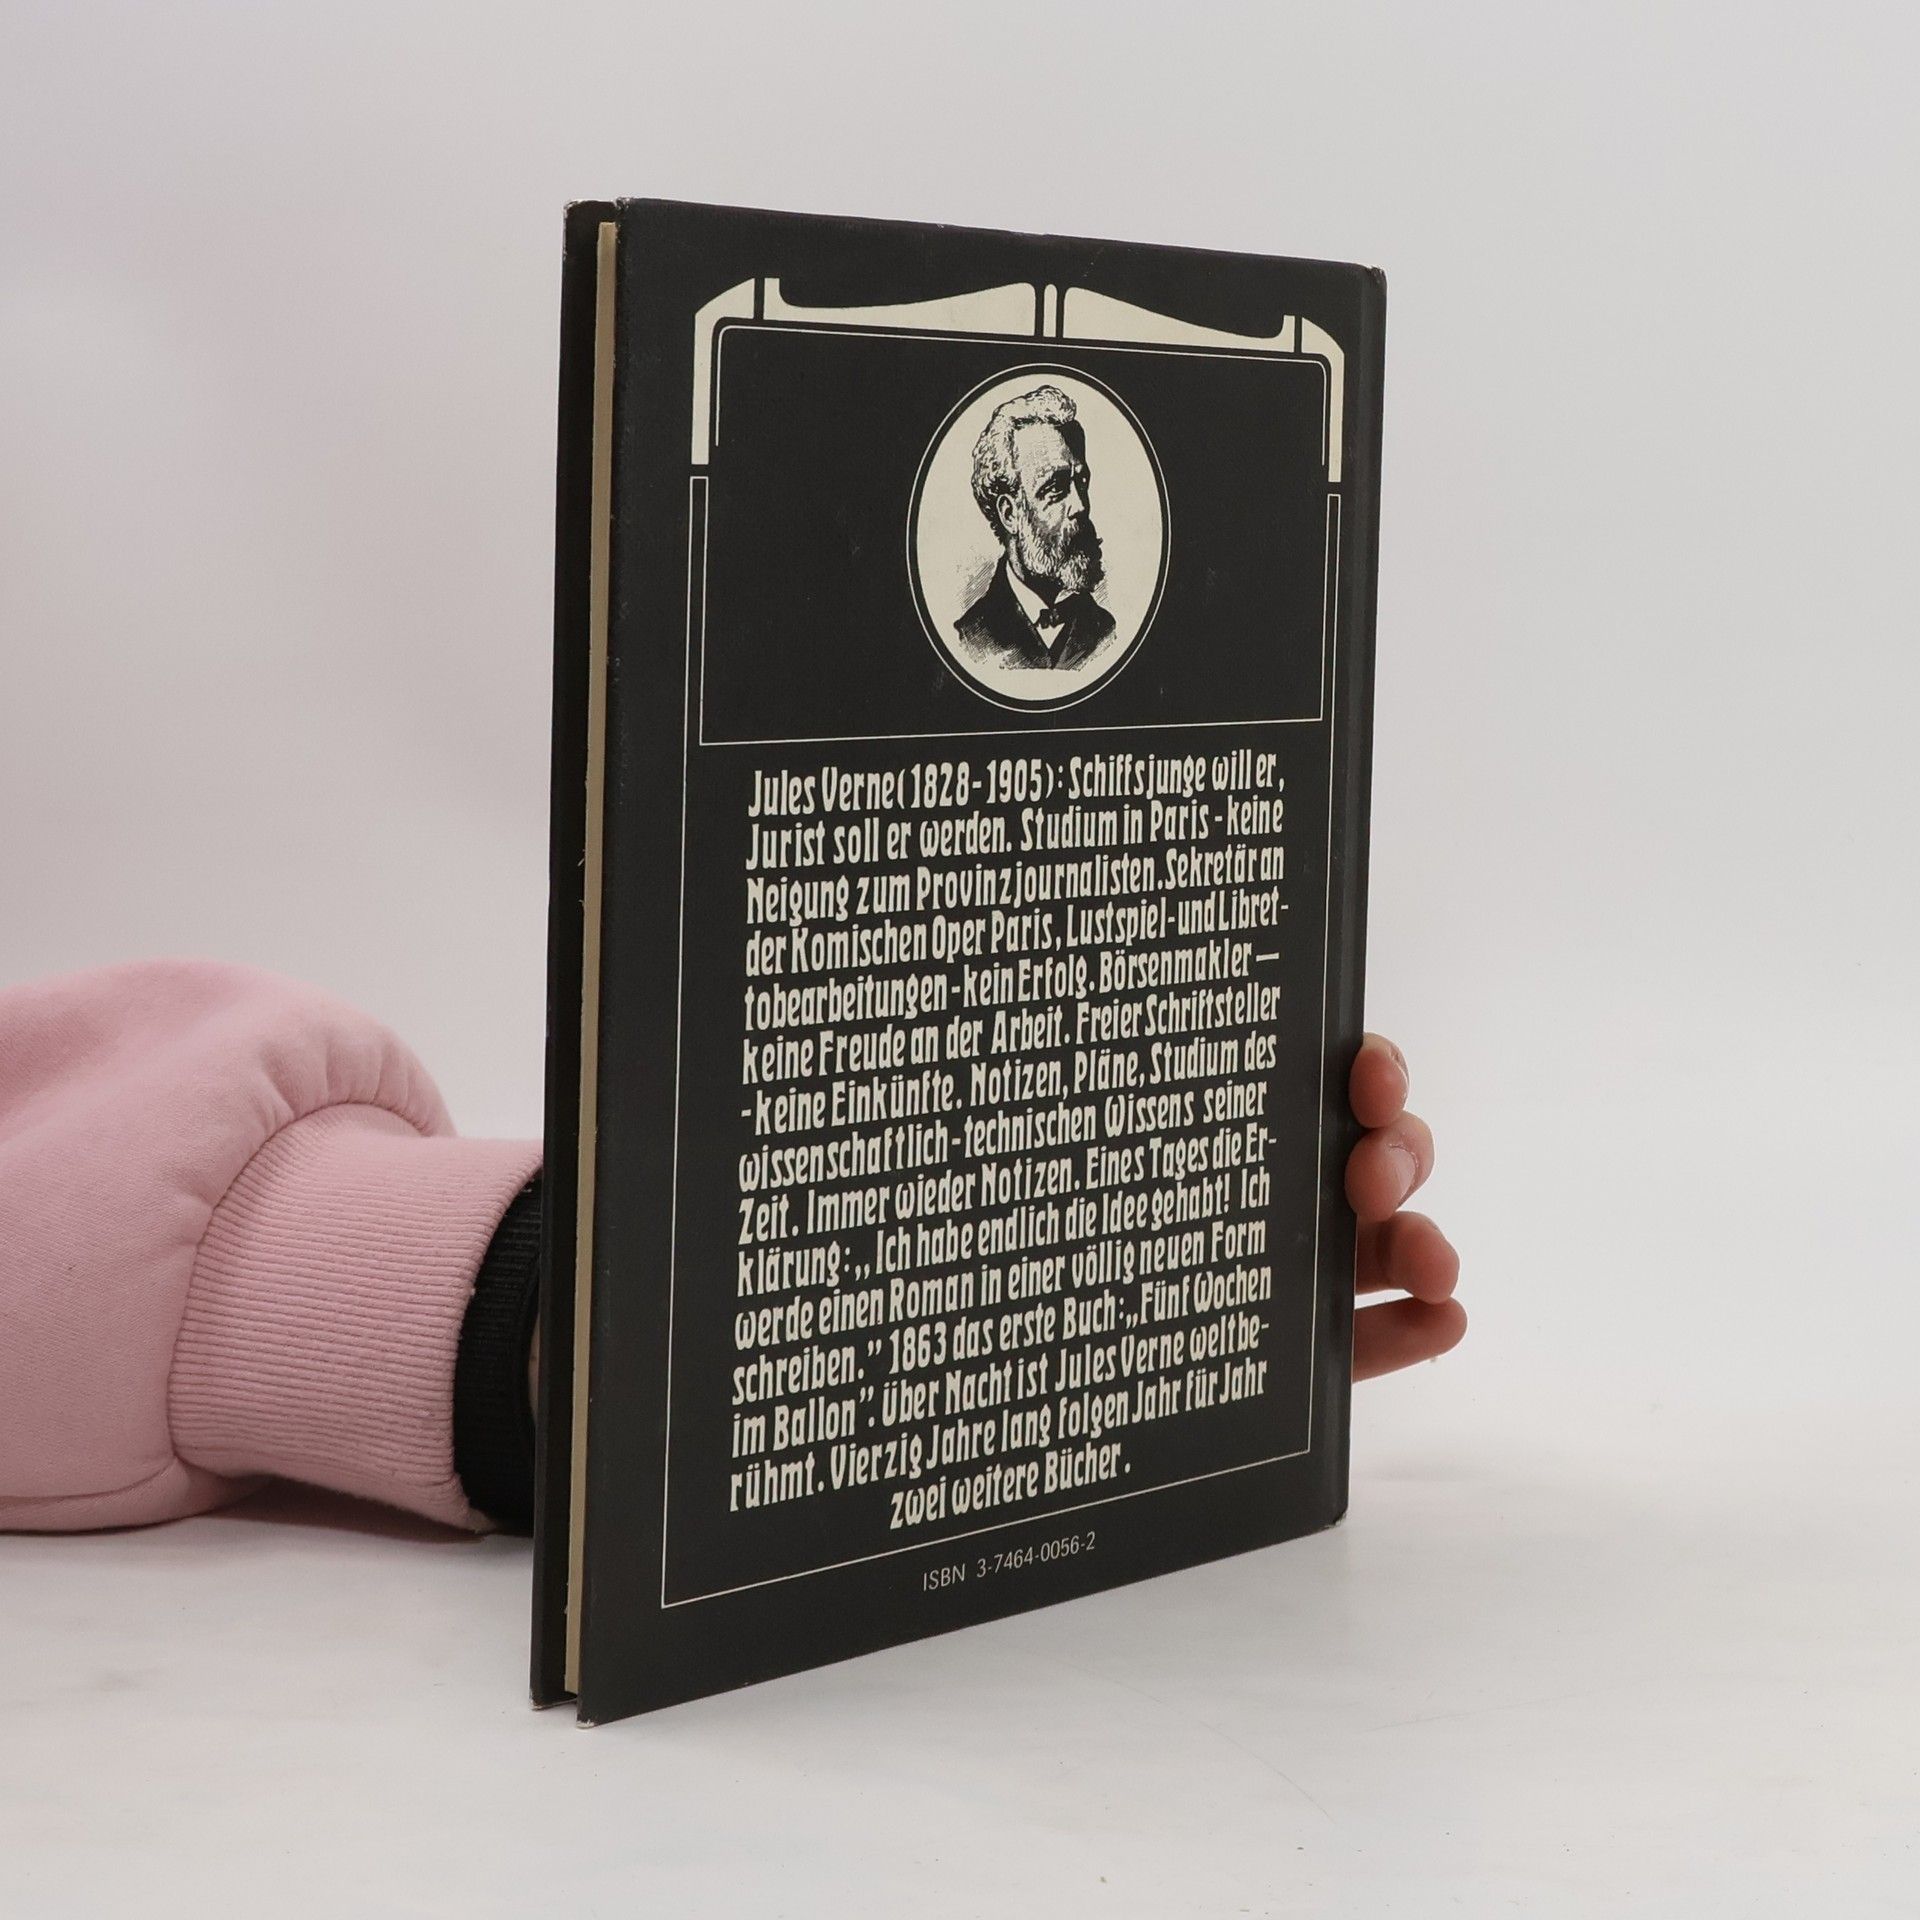 Jules Verne (1828-1905): Schiffsjunge will er,
Jurist soll er werden. Studium in Paris - keine
Neigung zum Provinzjournalisten. Sekretär an
der Komischen Oper Paris, Lustspiel- und Libret-
tobearbeitungen - kein Erfolg. Börsenmakler —
keine Freude an der Arbeit. Freier Schriftsteller
- keine Einkünfte. Notizen, Pläne, Studium des
wissenschaftlich-technischen Wissens seiner
Zeit. Immer wieder Notizen. Eines Tages die Er-
klärung: „Ich habe endlich die Idee gehabt! Ich
werde einen Roman in einer völlig neuen Form
schreiben.” 1863 das erste Buch: „Fünf Wochen
im Ballon”. Über Nacht ist Jules Verne weltbe-
rühmt. Vierzig Jahre lang folgen Jahr für Jahr
zwei weitere Bücher.
ISBN 3-7464-0056-2